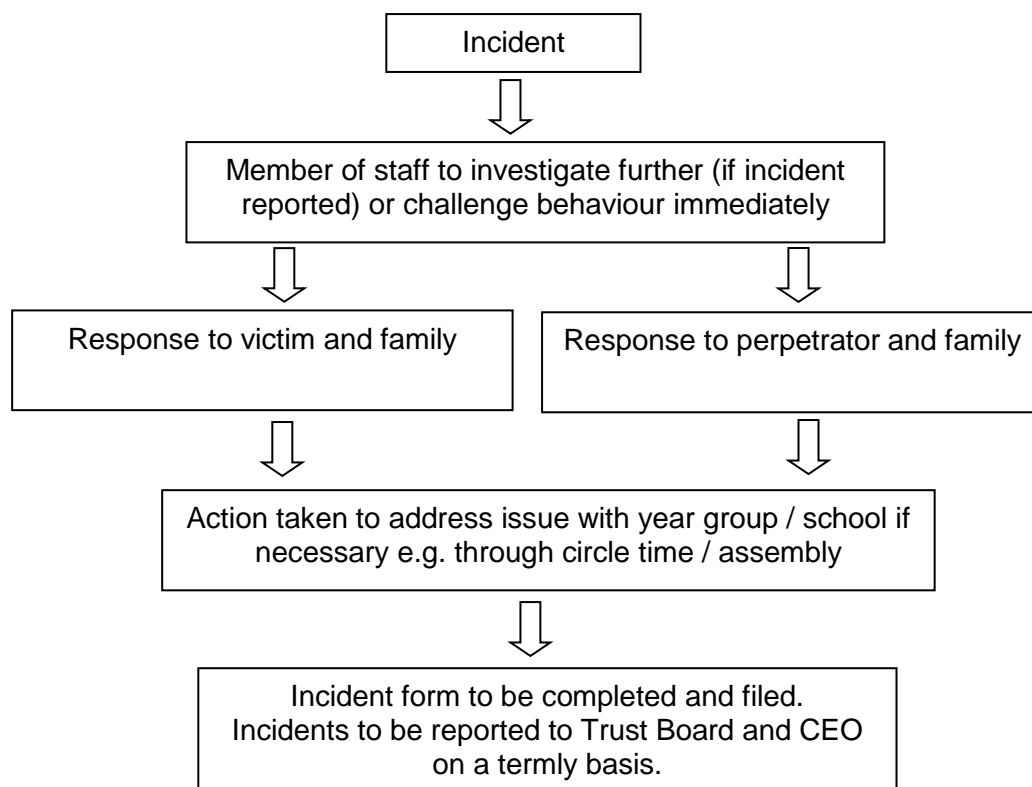 Incident
Member of staff to investigate further (if incident
reported) or challenge behaviour immediately
Response to victim and family
Response to perpetrator and family
Action taken to address issue with year group / school if
necessary e.g. through circle time / assembly
Incident form to be completed and filed.
Incidents to be reported to Trust Board and CEO
on a termly basis.